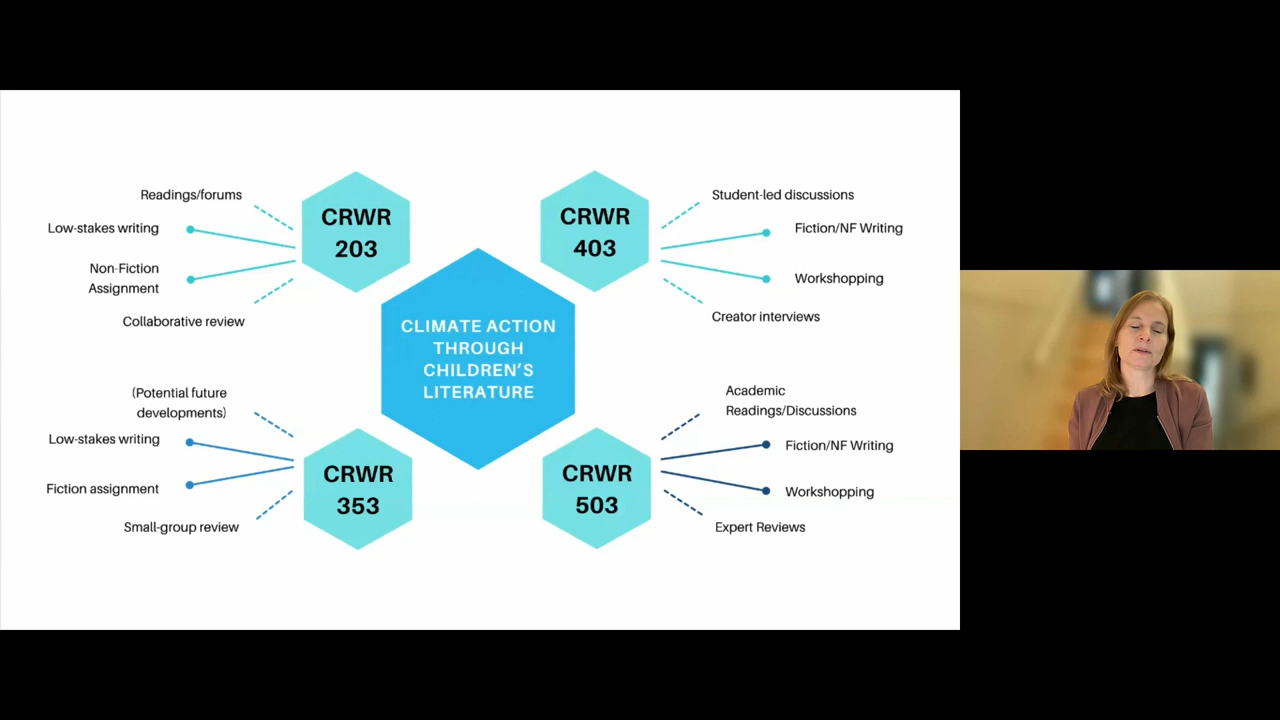 Readings/forums
Low-stakes writing
Non-Fiction
Assignment
Collaborative review
CRWR
203
CRWR
403
Student-led discussions
Fiction/NF Writing
Workshopping
Creator interviews
CLIMATE ACTION
THROUGH
CHILDREN'S
LITERATURE
(Potential future
developments)
Low-stakes writing
Fiction assignment
Small-group review
CRWR
353
CRWR
503
Academic
Readings/Discussions
Fiction/NF Writing
Workshopping
Expert Reviews